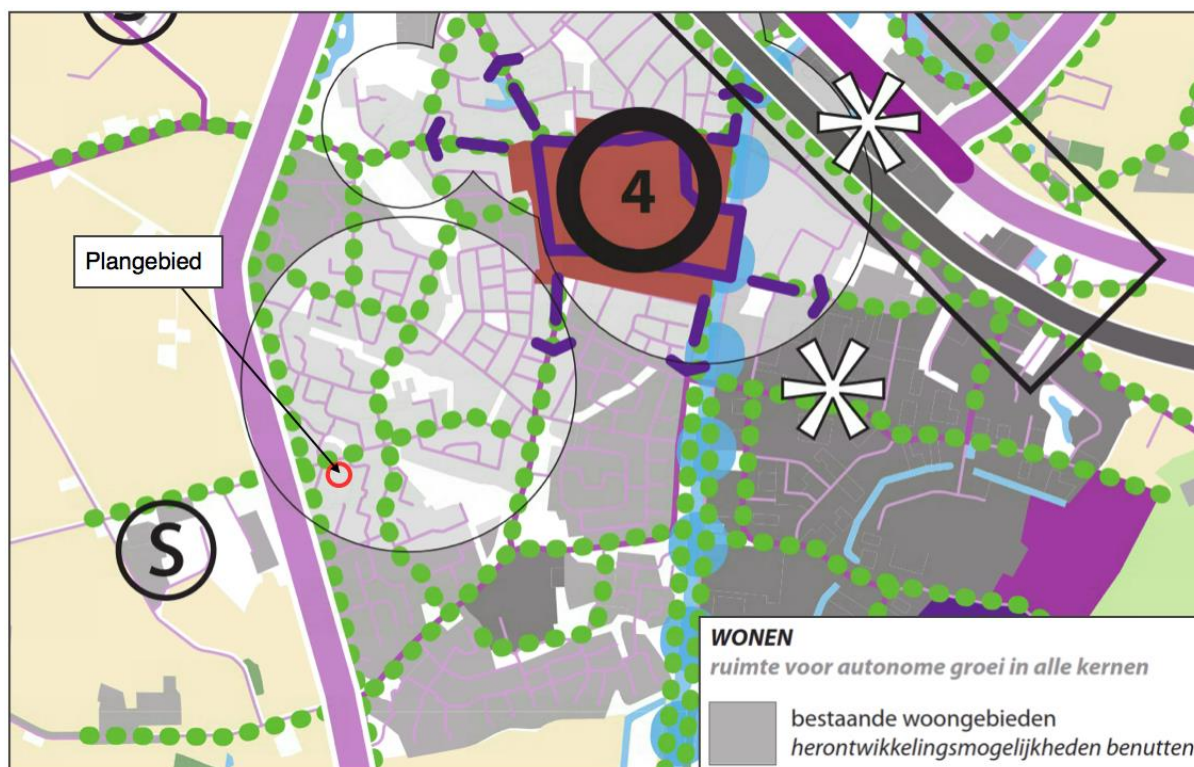 4
Plangebied
S
WONEN
ruimte voor autonome groei in alle kernen
bestaande woongebieden
herontwikkelingsmogelijkheden benutten